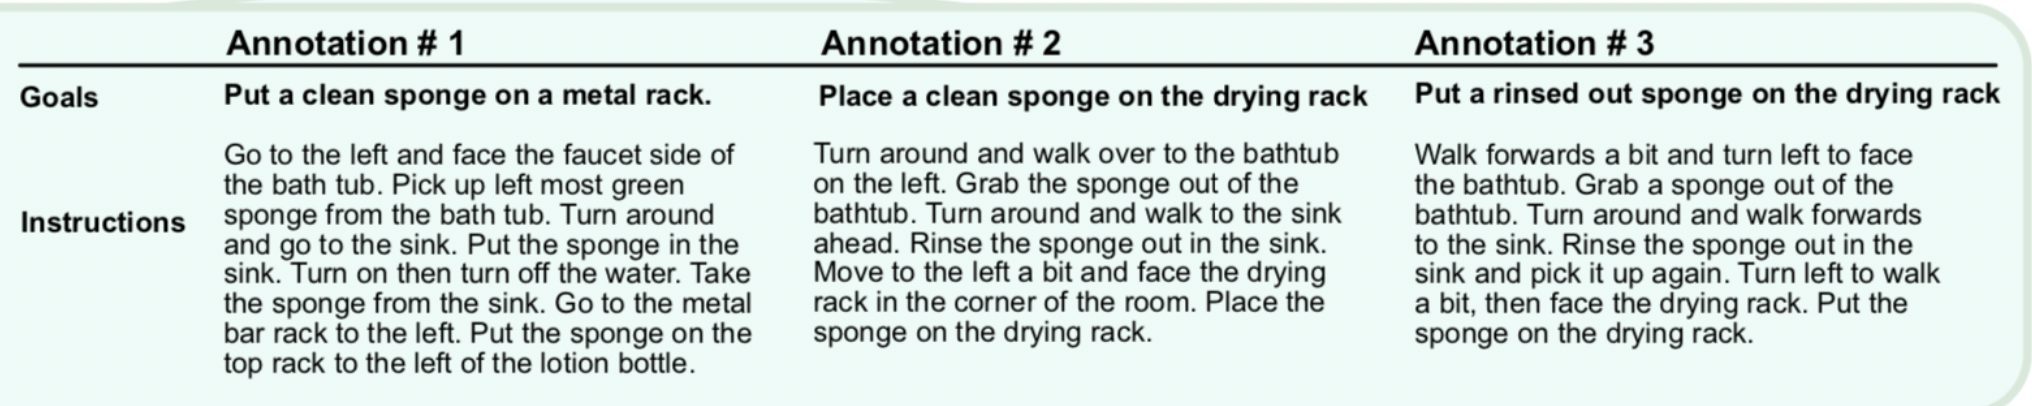 Annotation # 1
Annotation # 2
Annotation # 3
Goals
Put a clean sponge on a metal rack.
Place a clean sponge on the drying rack
Put a rinsed out sponge on the drying rack
Instructions
Go to the left and face the faucet side of
the bath tub. Pick up left most green
sponge from the bath tub. Turn around
and go to the sink. Put the sponge in the
sink. Turn on then turn off the water. Take
the sponge from the sink. Go to the metal
bar rack to the left. Put the sponge on the
top rack to the left of the lotion bottle.
Turn around and walk over to the bathtub
on the left. Grab the sponge out of the
bathtub. Turn around and walk to the sink
ahead. Rinse the sponge out in the sink.
Move to the left a bit and face the drying
rack in the corner of the room. Place the
sponge on the drying rack.
Walk forwards a bit and turn left to face
the bathtub. Grab a sponge out of the
bathtub. Turn around and walk forwards
to the sink. Rinse the sponge out in the
sink and pick it up again. Turn left to walk
a bit, then face the drying rack. Put the
sponge on the drying rack.